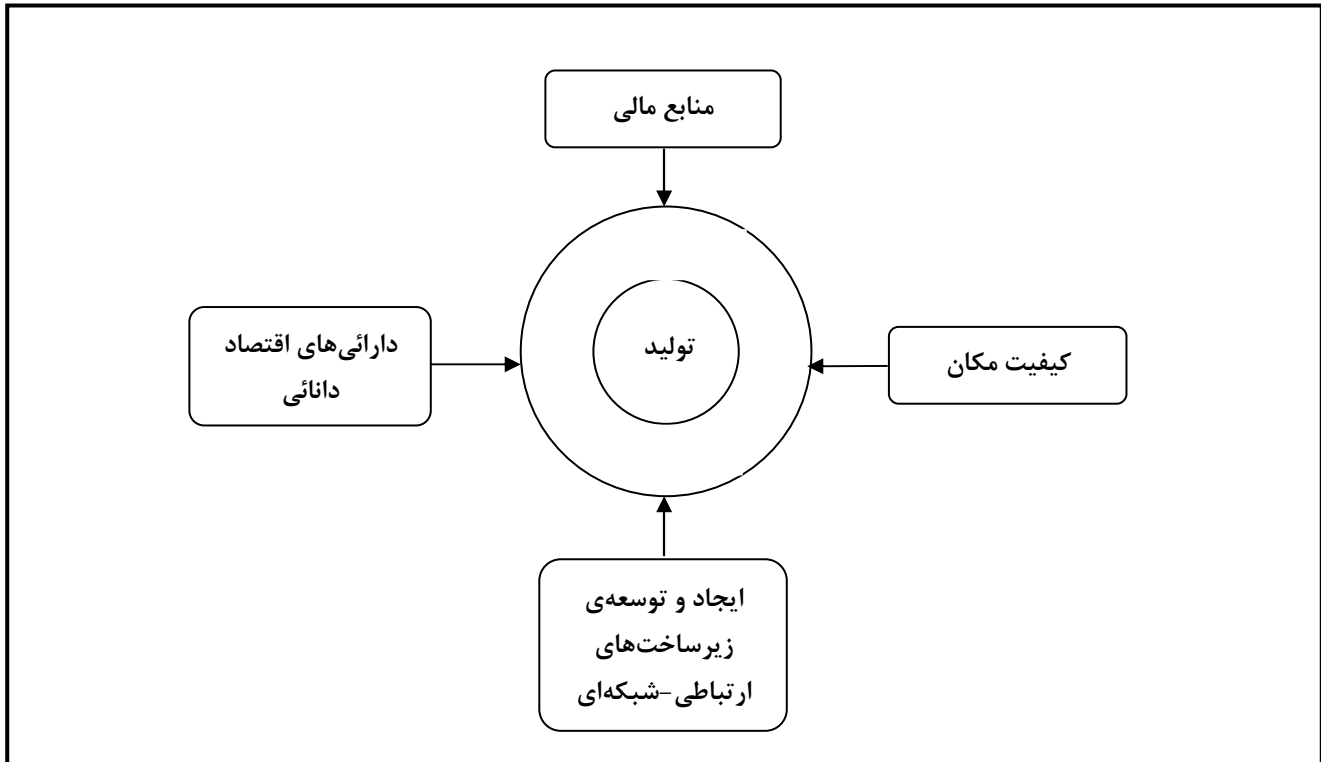 منابع مالی
کیفیت مکان
تولید
دارائی‌های اقتصاد
دانائی
ایجاد و توسعه‌ی
زیرساخت‌های
ارتباطی-شبکه‌ای